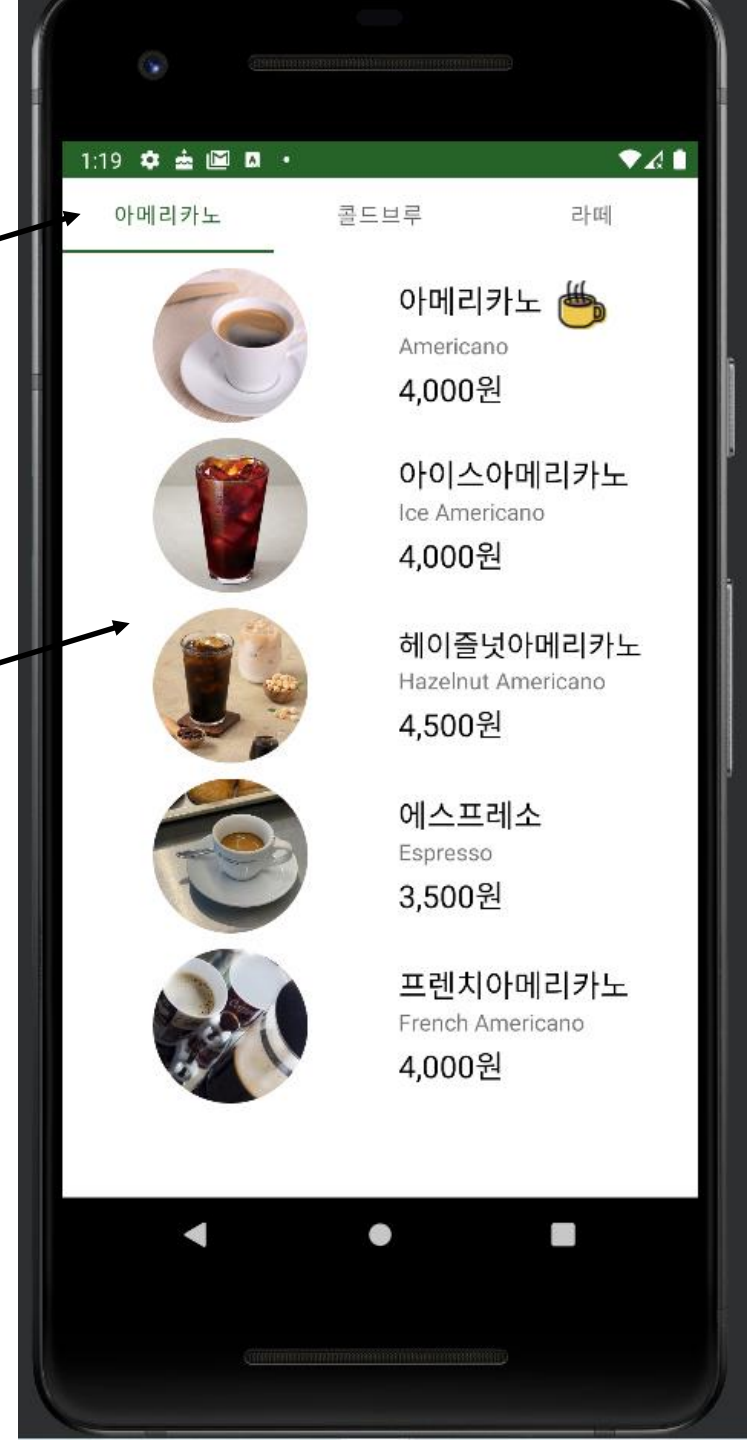 1:19
아메리카노 콜드브루 라떼
아메리카노
Americano
4,000원
아이스아메리카노
Ice Americano
4,000원
헤이즐넛아메리카노
Hazelnut Americano
4,500원
에스프레소
Espresso
3,500원
프렌치아메리카노
French Americano
4,000원